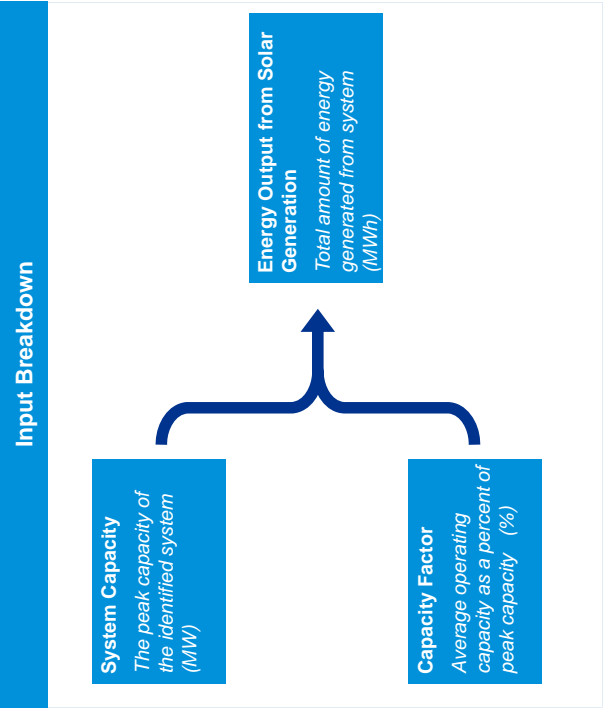 Input Breakdown
System Capacity
The peak capacity of
the identified system
(MW)
Capacity Factor
Average operating
capacity as a percent of
peak capacity (%)
Energy Output from Solar
Generation
Total amount of energy
generated from system
(MWh)